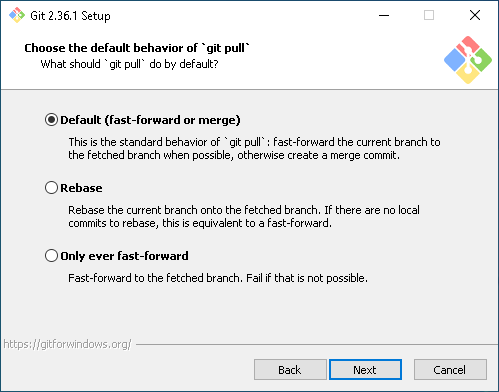 Git 2.36.1 Setup
Choose the default behavior of `git pull`
What should `git pull` do by default?
Default (fast-forward or merge)
This is the standard behavior of `git pull`: fast-forward the current branch to
the fetched branch when possible, otherwise create a merge commit.
Rebase
Rebase the current branch onto the fetched branch. If there are no local
commits to rebase, this is equivalent to a fast-forward.
Only ever fast-forward
Fast-forward to the fetched branch. Fail if that is not possible.
https://gitforwindows.org/
Back
Next
Cancel